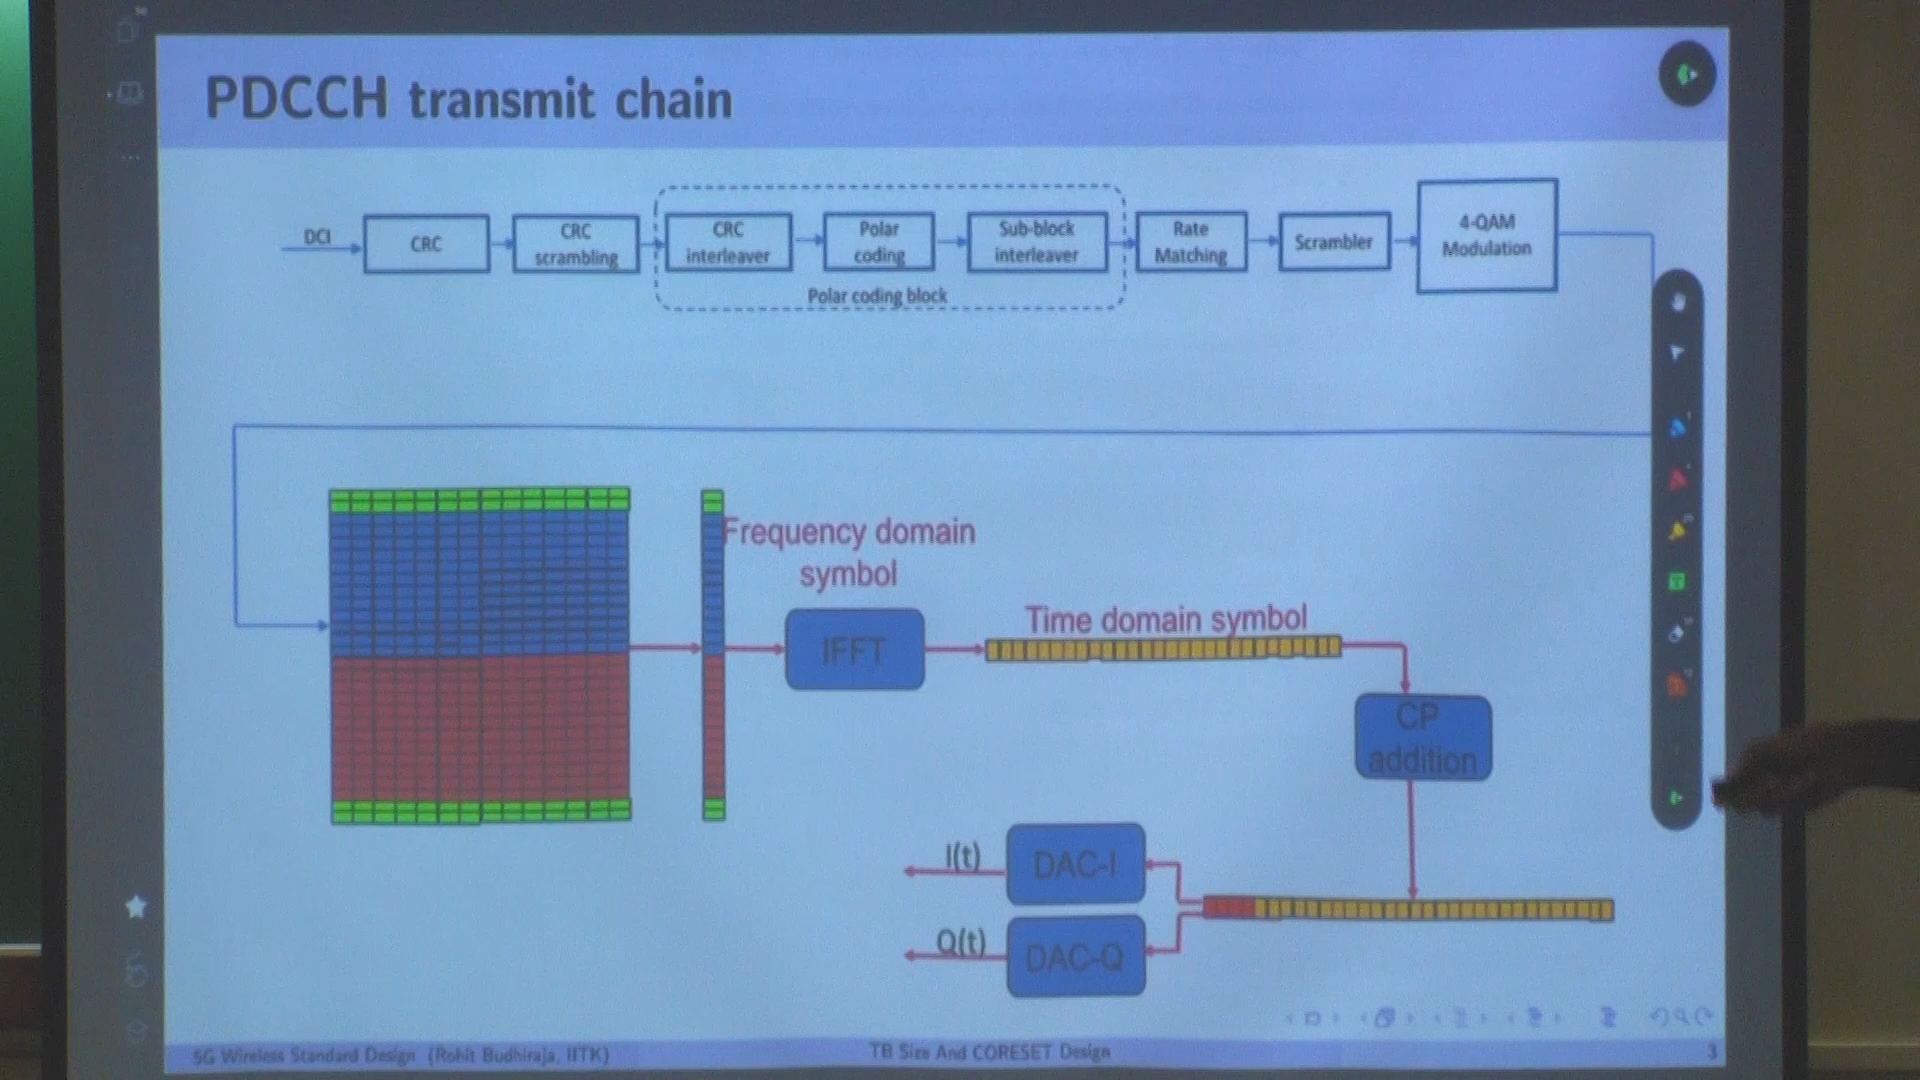 PDCCH transmit chain
DCI
CRC
CRC
scrambling
CRC
interleaver
Polar
coding
Sub-block
interleaver
Polar coding block
Rate
Matching
Scrambler
4-QAM
Modulation
Frequency domain
symbol
IFFT
Time domain symbol
CP
addition
I(t)
DAC-I
Q(t)
DAC-Q
5G Wireless Standard Design (Rohit Budhiraja, IITK)
TB Size And CORESET Design
3